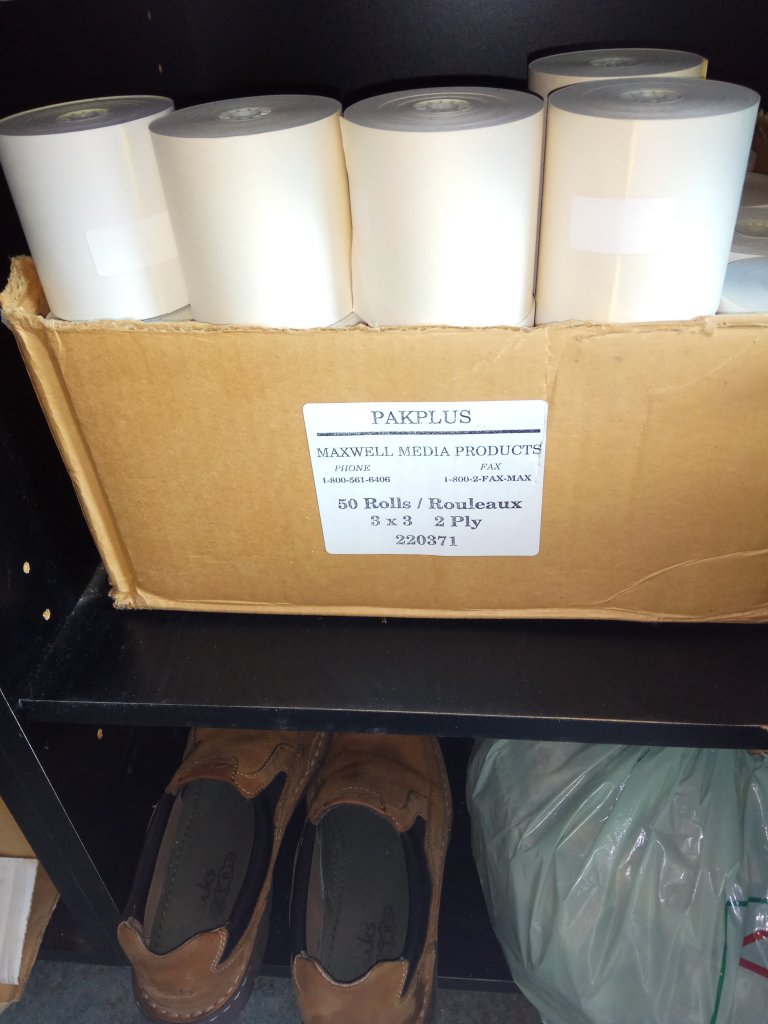 PAKPLUS
MAXWELL MEDIA PRODUCTS
PHONE FAX
1-800-561-6406 1-800-2-FAX-MAX
50 Rolls / Rouleaux
3 x 3 2 Ply
220371